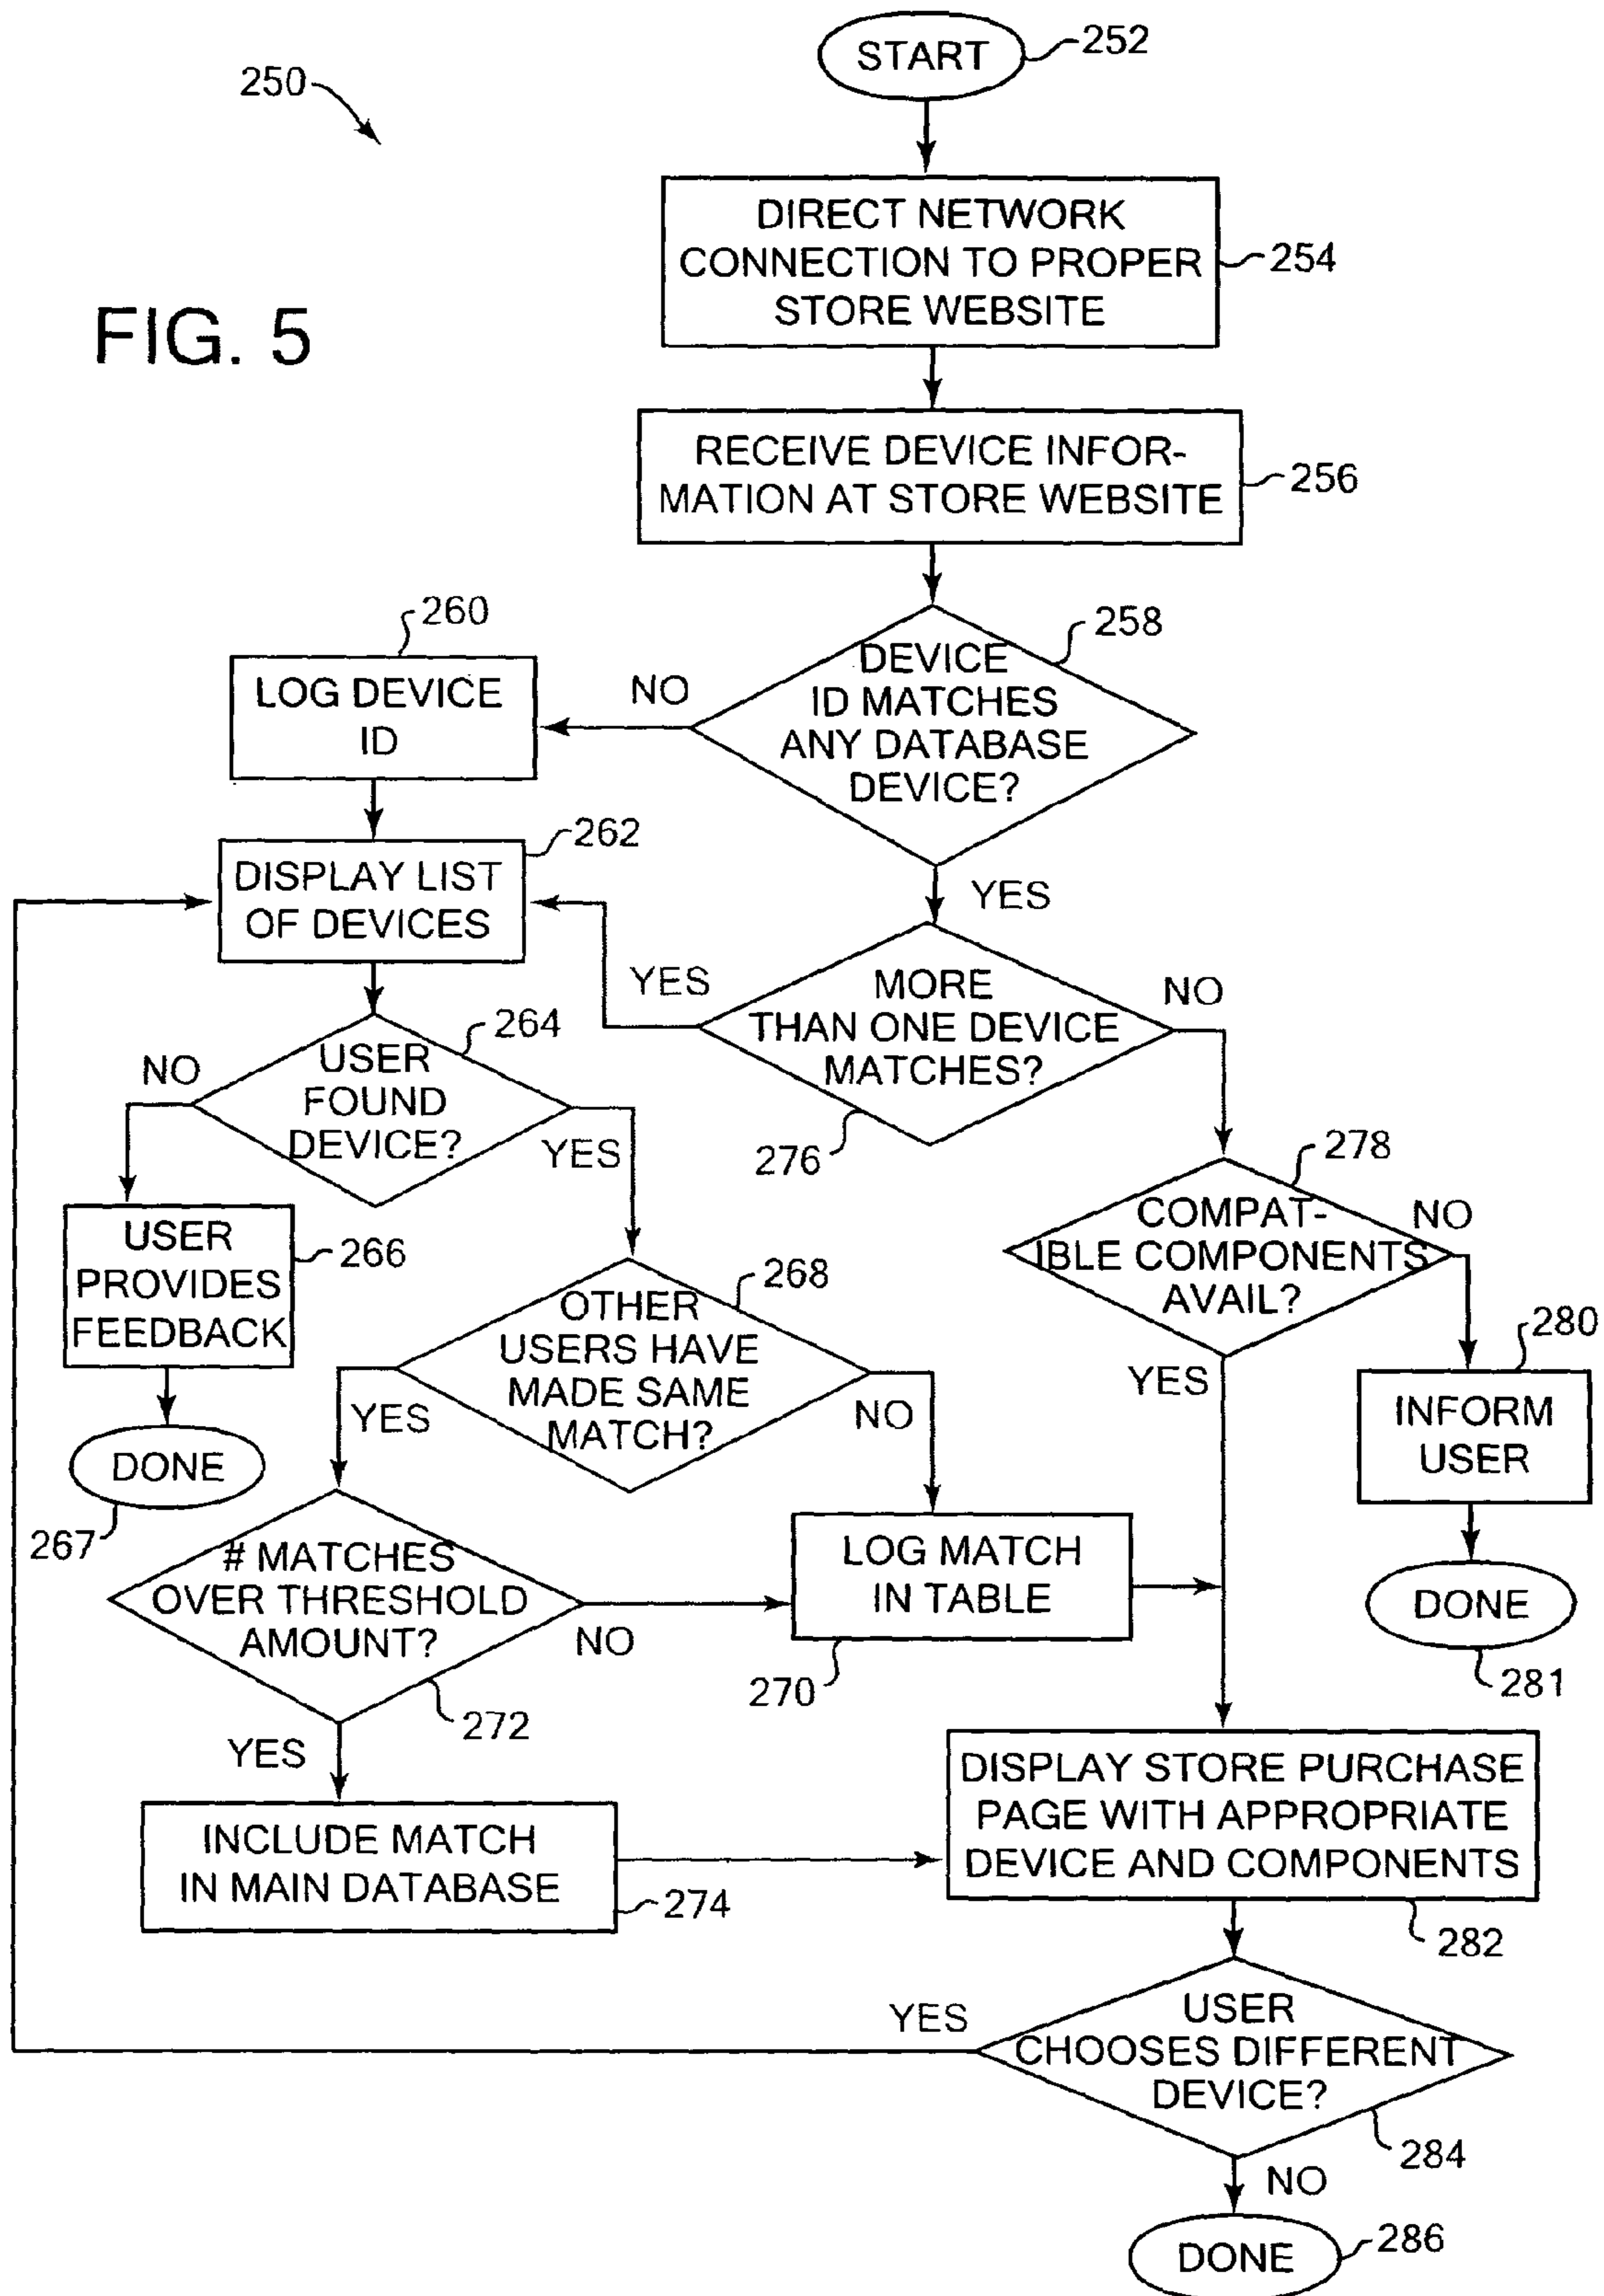 START
252
250
DIRECT NETWORK
CONNECTION TO PROPER
STORE WEBSITE
254
FIG. 5
RECEIVE DEVICE INFOR-
MATION AT STORE WEBSITE
256
258
DEVICE
ID MATCHES
ANY DATABASE
DEVICE?
NO
YES
260
LOG DEVICE
ID
262
DISPLAY LIST
OF DEVICES
MORE
THAN ONE DEVICE
MATCHES?
YES
NO
276
264
USER
FOUND
DEVICE?
NO
YES
278
COMPAT-
IBLE COMPONENTS
AVAIL?
NO
YES
USER
PROVIDES
FEEDBACK
266
DONE
267
268
OTHER
USERS HAVE
MADE SAME
MATCH?
YES
NO
280
INFORM
USER
DONE
281
# MATCHES
OVER THRESHOLD
AMOUNT?
NO
YES
272
LOG MATCH
IN TABLE
270
INCLUDE MATCH
IN MAIN DATABASE
274
DISPLAY STORE PURCHASE
PAGE WITH APPROPRIATE
DEVICE AND COMPONENTS
282
USER
CHOOSES DIFFERENT
DEVICE?
YES
284
NO
DONE
286